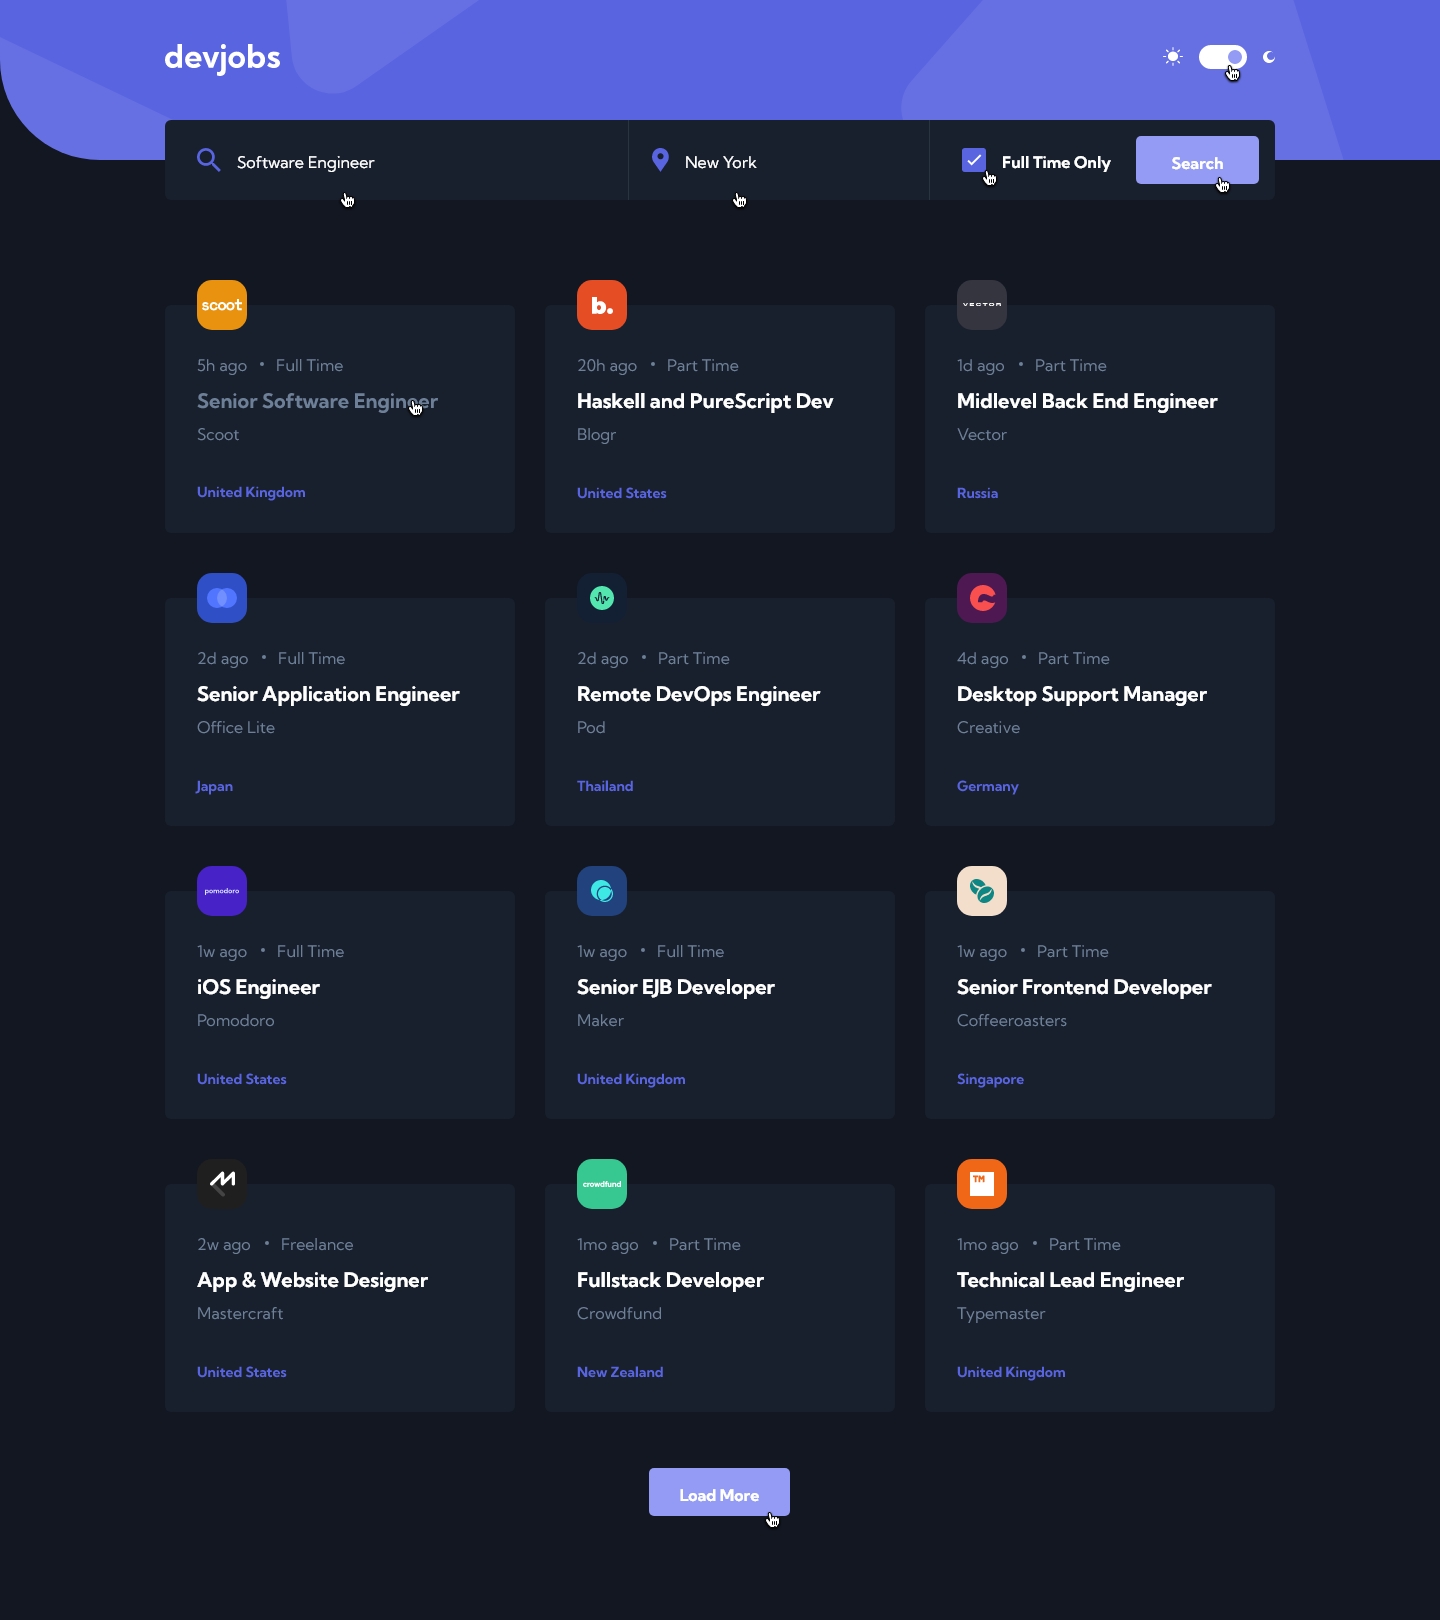 devjobs
Software Engineer
New York
Full Time Only
Search
scoot
5h ago • Full Time
Senior Software Engineer
Scoot
United Kingdom
b.
20h ago • Part Time
Haskell and PureScript Dev
Blogr
United States
VECTOR
1d ago • Part Time
Midlevel Back End Engineer
Vector
Russia
2d ago • Full Time
Senior Application Engineer
Office Lite
Japan
2d ago • Part Time
Remote DevOps Engineer
Pod
Thailand
4d ago • Part Time
Desktop Support Manager
Creative
Germany
pomodoro
1w ago • Full Time
iOS Engineer
Pomodoro
United States
1w ago • Full Time
Senior EJB Developer
Maker
United Kingdom
1w ago • Part Time
Senior Frontend Developer
Coffeeroasters
Singapore
2w ago • Freelance
App & Website Designer
Mastercraft
United States
crowdfund
1mo ago • Part Time
Fullstack Developer
Crowdfund
New Zealand
TM
1mo ago • Part Time
Technical Lead Engineer
Typemaster
United Kingdom
Load More